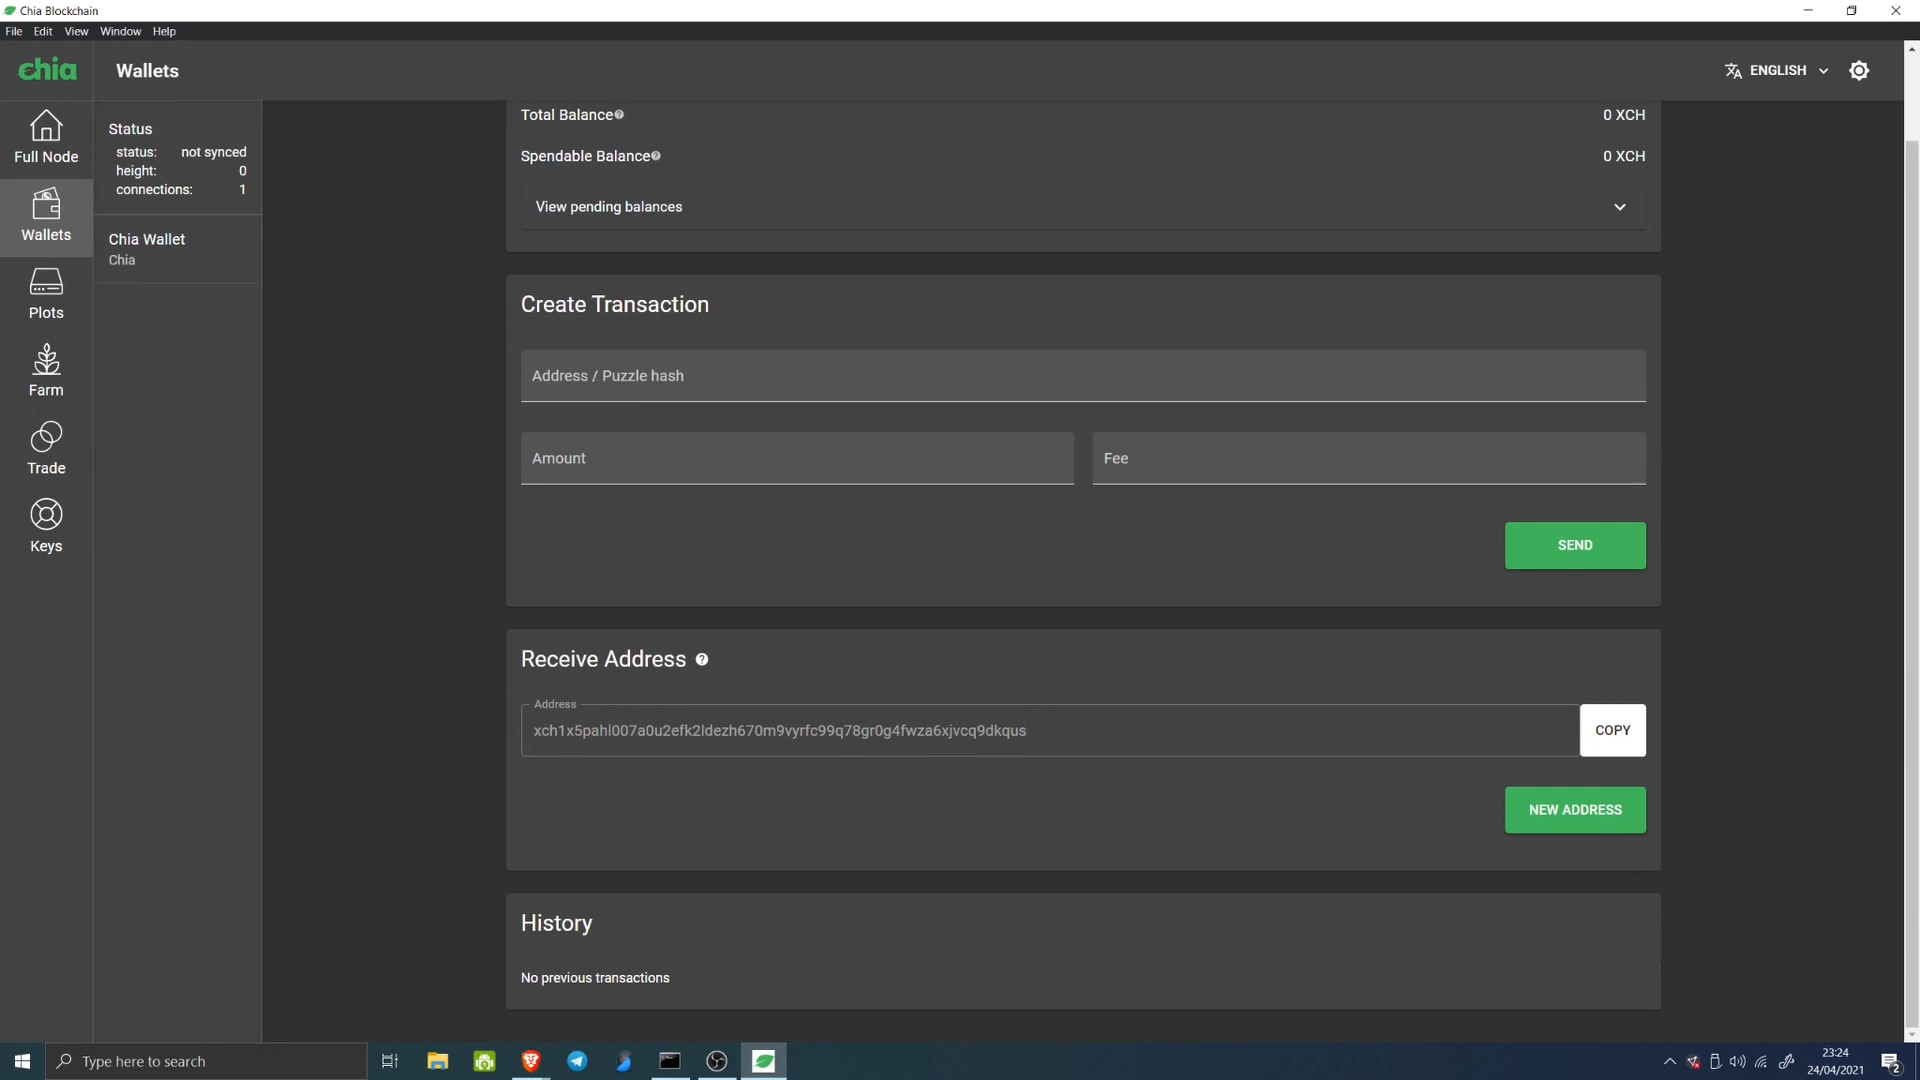 Chia Blockchain
File Edit View Window Help
chia
Wallets
ENGLISH
Full Node
Wallets
Plots
Farm
Trade
Keys
Status
status: not synced
height: 0
connections: 1
Chia Wallet
Chia
Total Balance 0 XCH
Spendable Balance 0 XCH
View pending balances
Create Transaction
Address / Puzzle hash
Amount
Fee
SEND
Receive Address
Address
xch1x5pahl007a0u2efk2ldezh670m9vyrfc99q78gr0g4fwza6xjvcq9dkqus
COPY
NEW ADDRESS
History
No previous transactions
Type here to search
23:24
24/04/2021
2